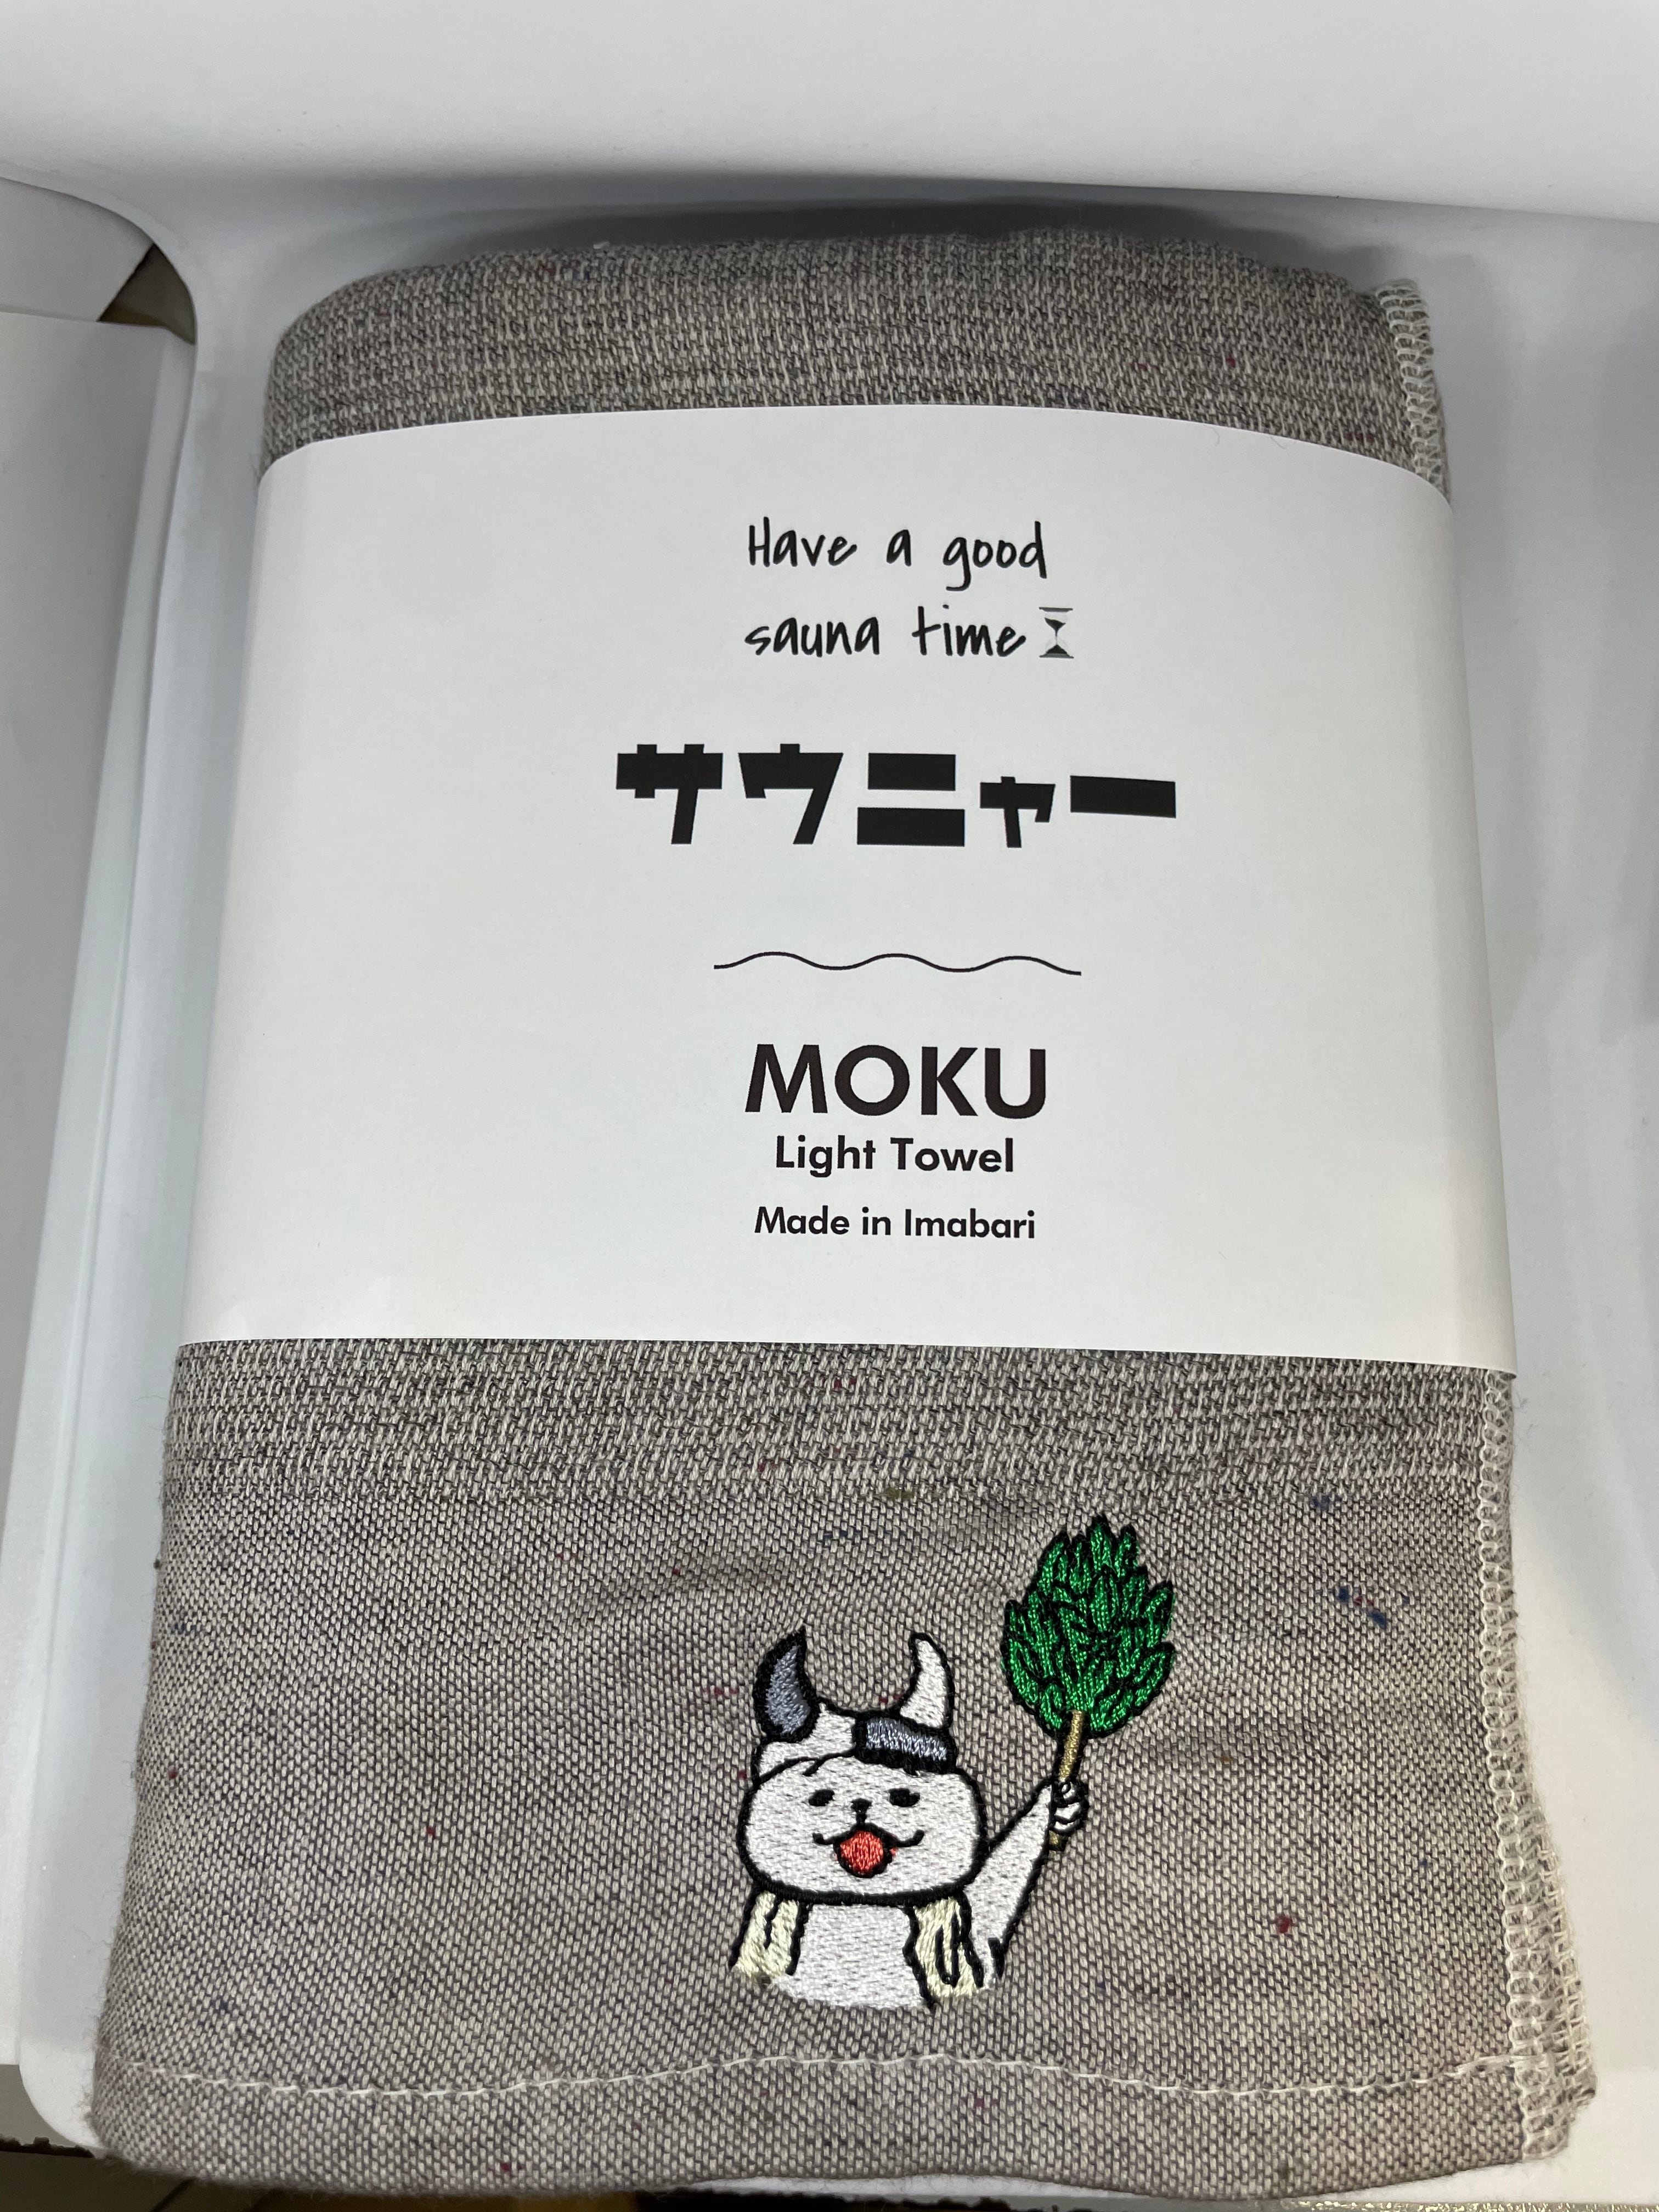 Have a good
sauna time⏳
サウニャー
MOKU
Light Towel
Made in Imabari